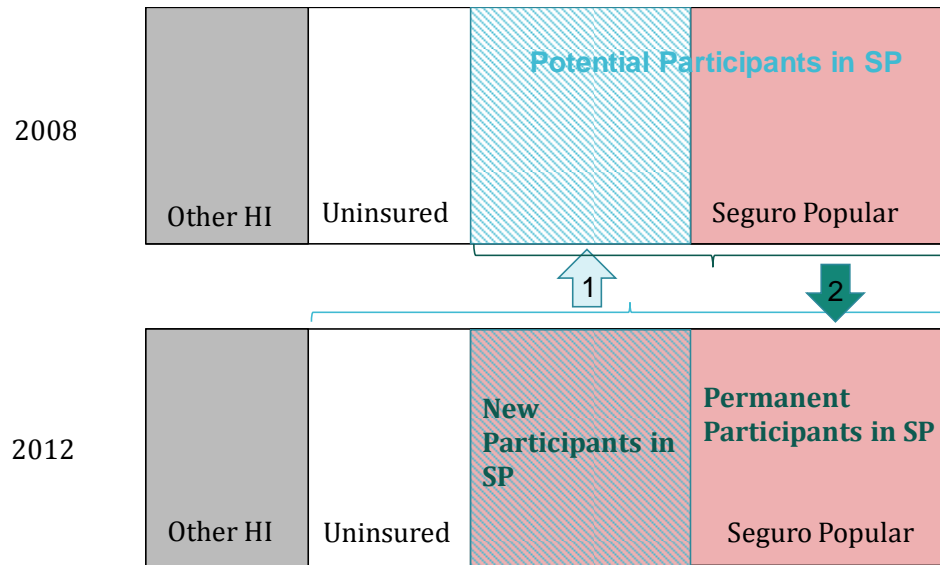 Potential Participants in SP
2008
Other HI
Uninsured
Seguro Popular
1
2
New
Participants in
SP
Permanent
Participants in SP
2012
Other HI
Uninsured
Seguro Popular